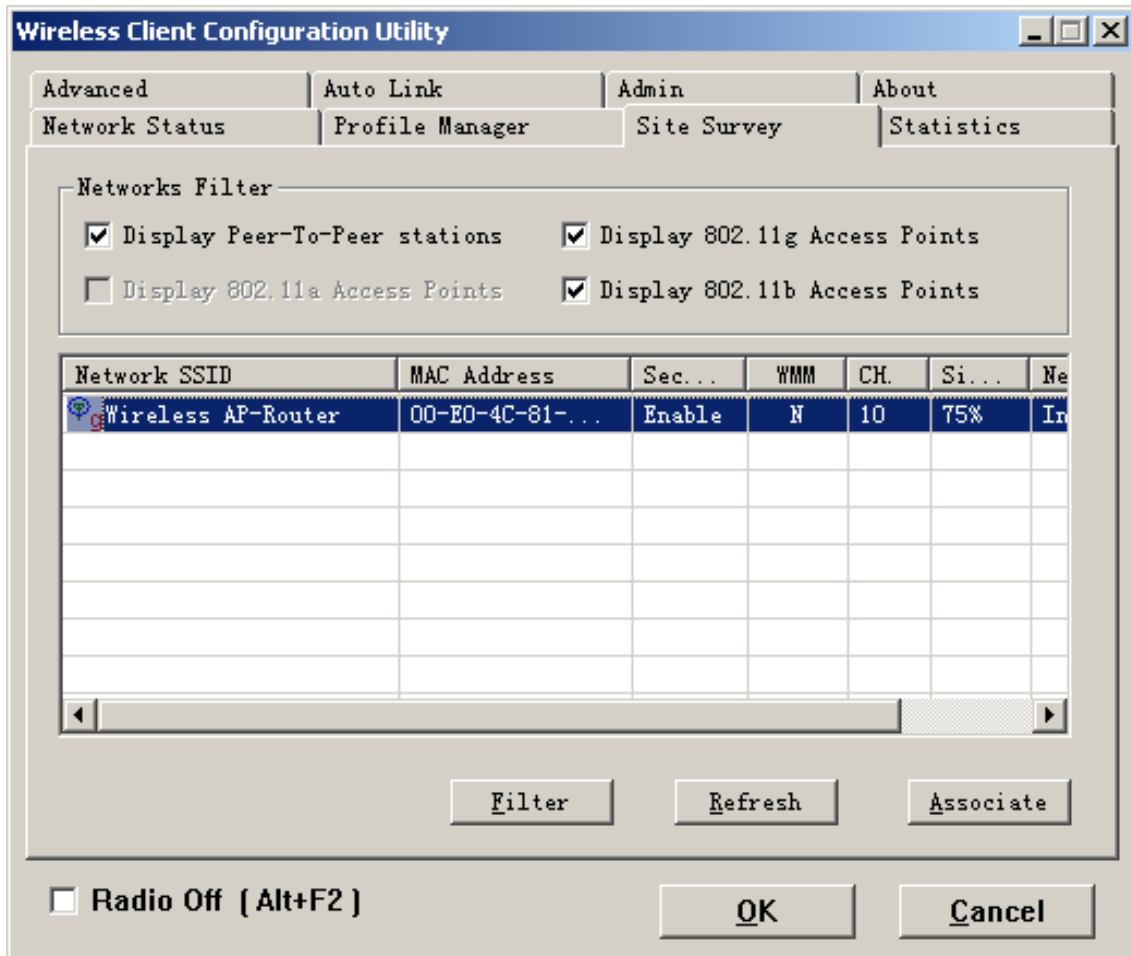 Wireless Client Configuration Utility
Advanced Auto Link Admin About
Network Status Profile Manager Site Survey Statistics
Networks Filter
Display Peer-To-Peer stations Display 802.11g Access Points
Display 802.11a Access Points Display 802.11b Access Points
Network SSID MAC Address Sec... WMM CH. Si... Ne
g Wireless AP-Router 00-E0-4C-81-... Enable N 10 75% In
Filter Refresh Associate
Radio Off ( Alt+F2 ) OK Cancel